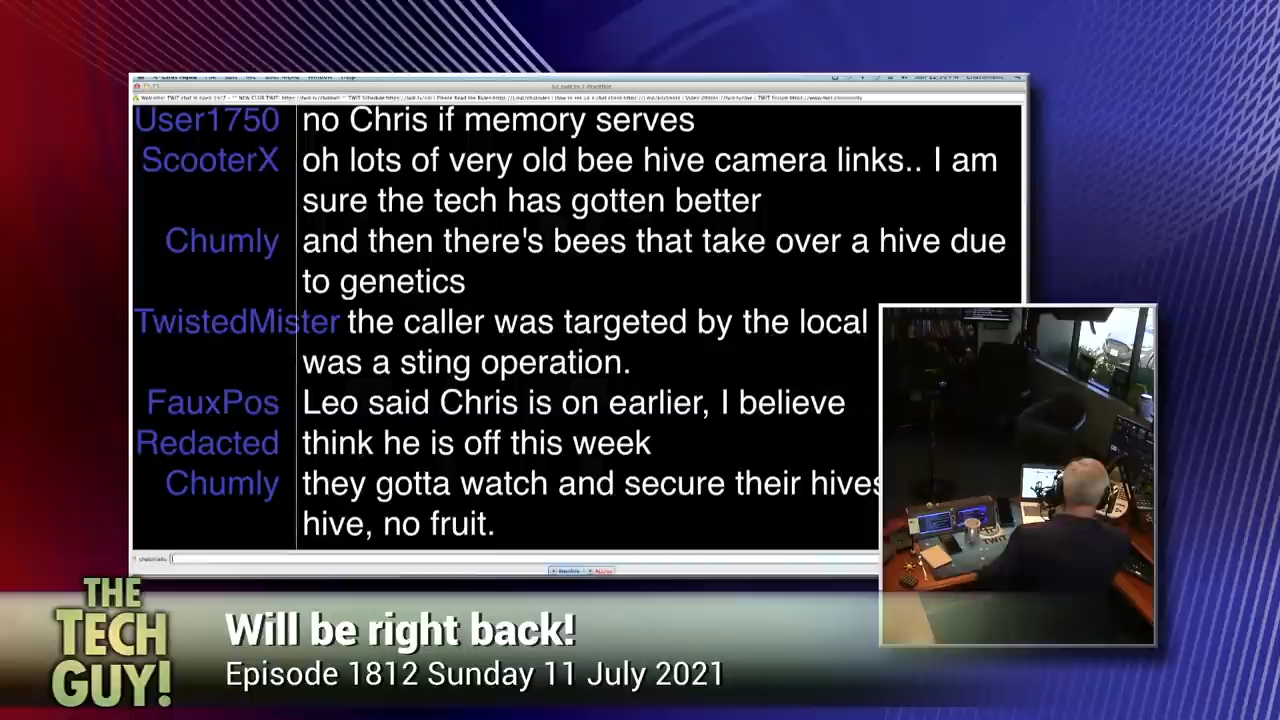 User1750 no Chris if memory serves
ScooterX oh lots of very old bee hive camera links.. I am
sure the tech has gotten better
Chumly and then there's bees that take over a hive due
to genetics
TwistedMister the caller was targeted by the local
was a sting operation.
FauxPos Leo said Chris is on earlier, I believe
Redacted think he is off this week
Chumly they gotta watch and secure their hives
hive, no fruit.
TWiT
THE
TECH
GUY!
Will be right back!
Episode 1812 Sunday 11 July 2021